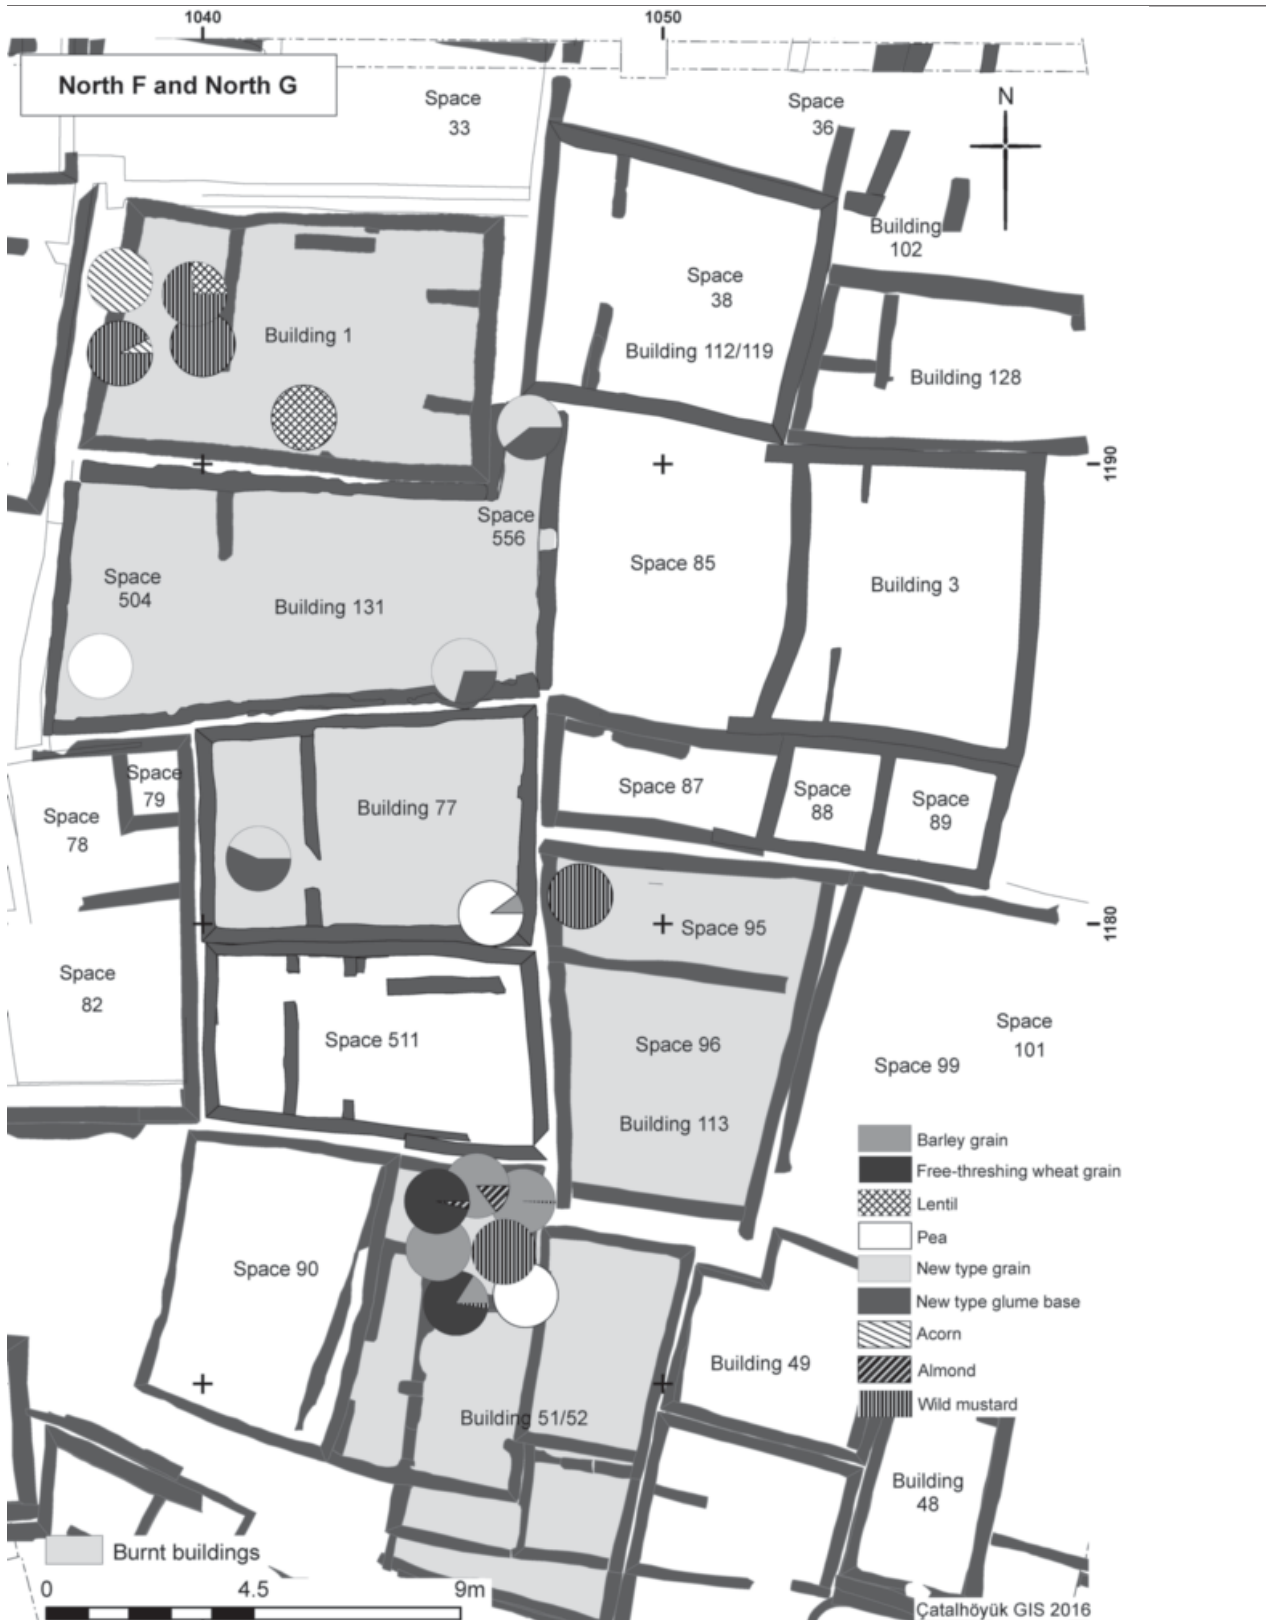 1040
1050
North F and North G
N
Space
33
Space
36
Building
102
Space
38
Building 1
Building 112/119
Building 128
1190
Space
556
Space 85
Space
504
Building 3
Building 131
Space
79
Space
78
Building 77
Space 87
Space
88
Space
89
1180
Space 95
Space
82
Space 511
Space 96
Space
101
Space 99
Building 113
Barley grain
Free-threshing wheat grain
Lentil
Pea
New type grain
New type glume base
Acorn
Almond
Wild mustard
Space 90
Building 49
Building 51/52
Building
48
Burnt buildings
0
4.5
9m
Çatalhöyük GIS 2016